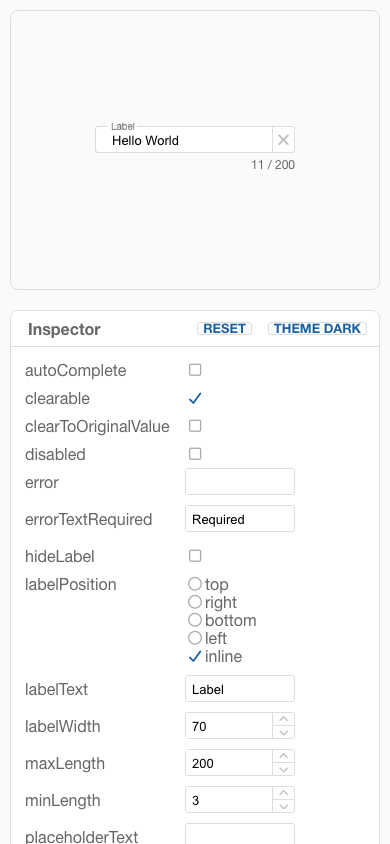 Label
Hello World
11 / 200
Inspector RESET THEME DARK
autoComplete
clearable
clearToOriginalValue
disabled
error
errorTextRequired Required
hideLabel
labelPosition top
right
bottom
left
inline
labelText Label
labelWidth 70
maxLength 200
minLength 3
placeholderText